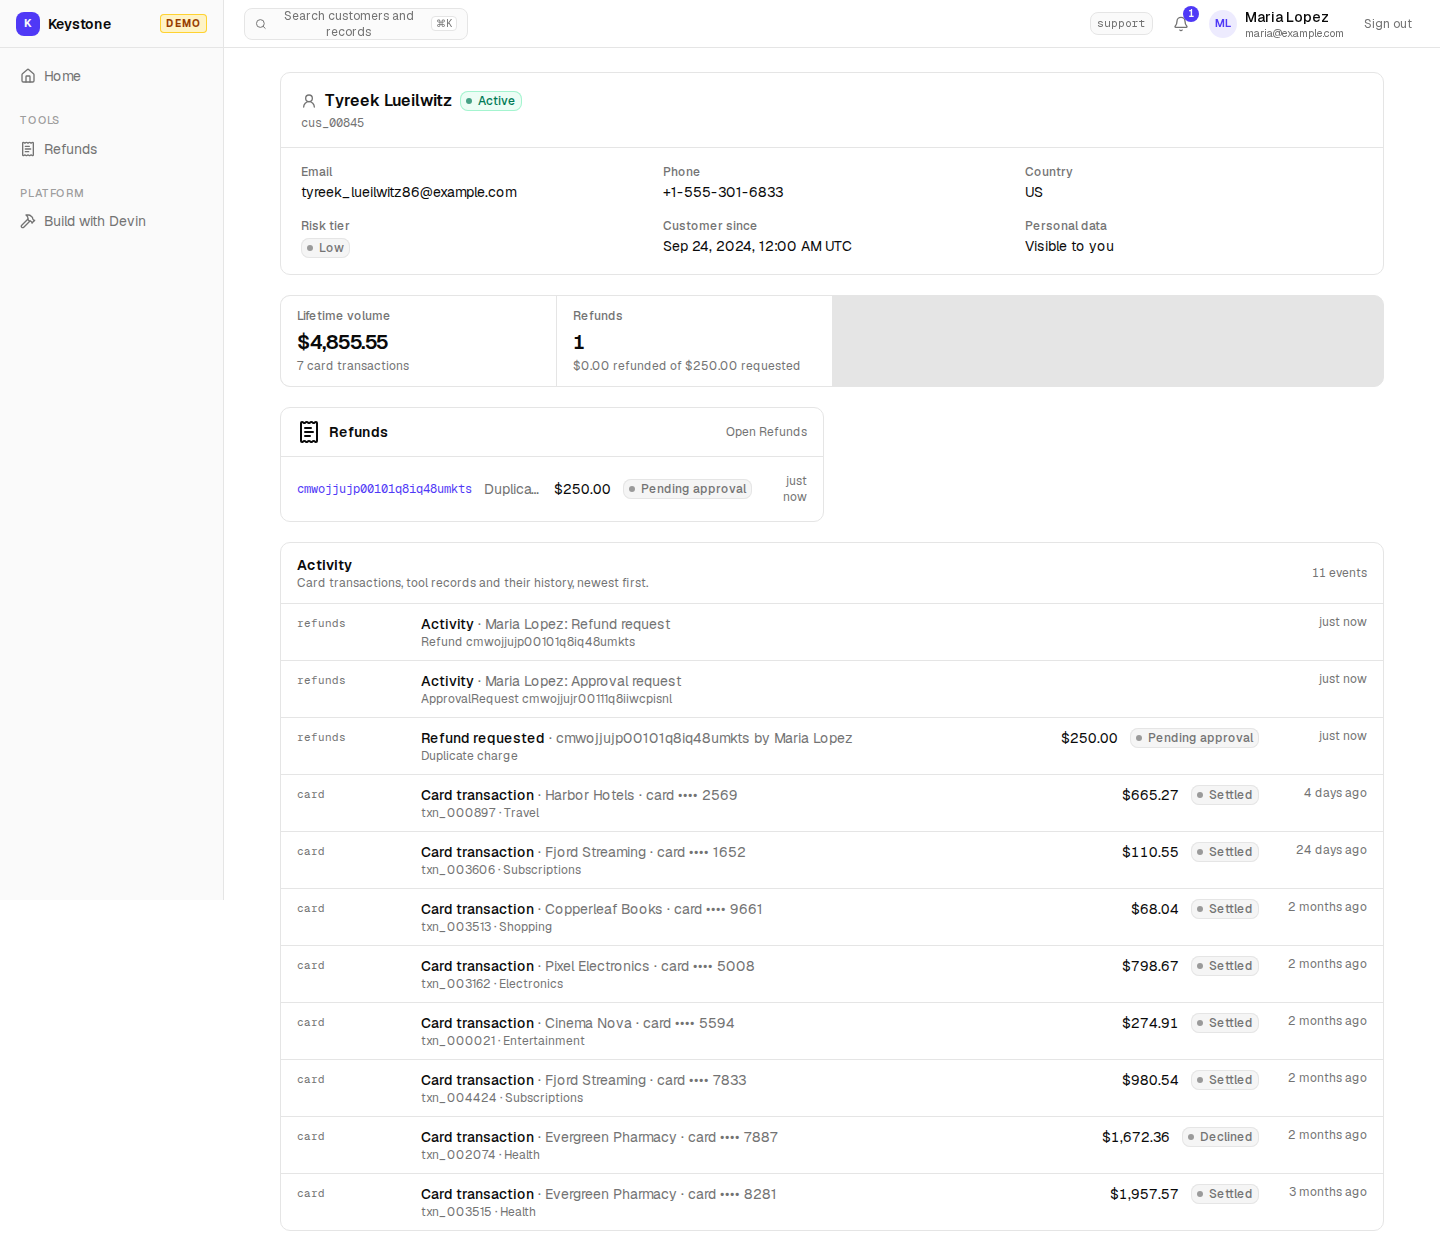 K Keystone DEMO
Search customers and records ⌘K
support
1
ML
Maria Lopez
maria@example.com
Sign out
Home
TOOLS
Refunds
PLATFORM
Build with Devin
Tyreek Lueilwitz Active
cus_00845
Email Phone Country
tyreek_lueilwitz86@example.com +1-555-301-6833 US
Risk tier Customer since Personal data
Low Sep 24, 2024, 12:00 AM UTC Visible to you
Lifetime volume
$4,855.55
7 card transactions
Refunds
1
$0.00 refunded of $250.00 requested
Refunds Open Refunds
cmwojjujp00101q8iq48umkts Duplica… $250.00 Pending approval just now
Activity
Card transactions, tool records and their history, newest first.
11 events
refunds Activity · Maria Lopez: Refund request just now
Refund cmwojjujp00101q8iq48umkts
refunds Activity · Maria Lopez: Approval request just now
ApprovalRequest cmwojjujr00111q8iiwcpisnl
refunds Refund requested · cmwojjujp00101q8iq48umkts by Maria Lopez $250.00 Pending approval just now
Duplicate charge
card Card transaction · Harbor Hotels · card •••• 2569 $665.27 Settled 4 days ago
txn_000897 · Travel
card Card transaction · Fjord Streaming · card •••• 1652 $110.55 Settled 24 days ago
txn_003606 · Subscriptions
card Card transaction · Copperleaf Books · card •••• 9661 $68.04 Settled 2 months ago
txn_003513 · Shopping
card Card transaction · Pixel Electronics · card •••• 5008 $798.67 Settled 2 months ago
txn_003162 · Electronics
card Card transaction · Cinema Nova · card •••• 5594 $274.91 Settled 2 months ago
txn_000021 · Entertainment
card Card transaction · Fjord Streaming · card •••• 7833 $980.54 Settled 2 months ago
txn_004424 · Subscriptions
card Card transaction · Evergreen Pharmacy · card •••• 7887 $1,672.36 Declined 2 months ago
txn_002074 · Health
card Card transaction · Evergreen Pharmacy · card •••• 8281 $1,957.57 Settled 3 months ago
txn_003515 · Health